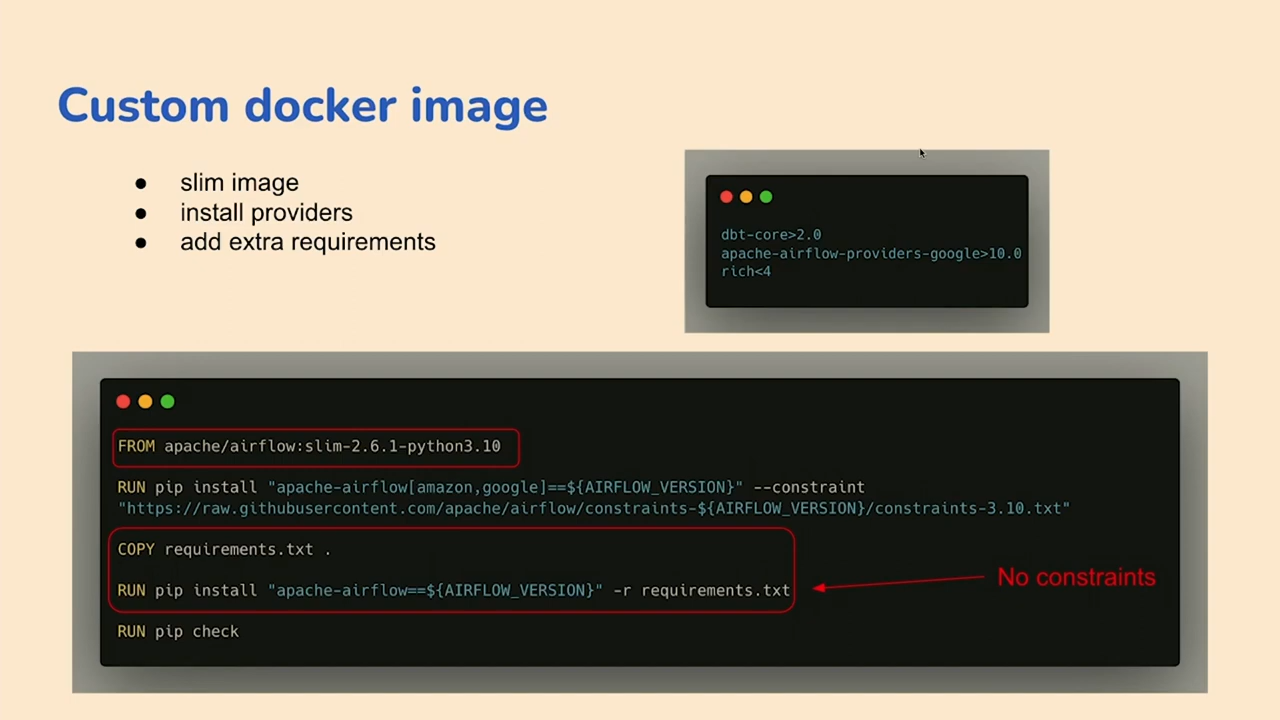 Custom docker image
● slim image
● install providers
● add extra requirements
dbt-core>2.0
apache-airflow-providers-google>10.0
rich<4
FROM apache/airflow:slim-2.6.1-python3.10
RUN pip install "apache-airflow[amazon,google]==${AIRFLOW_VERSION}" --constraint
"https://raw.githubusercontent.com/apache/airflow/constraints-${AIRFLOW_VERSION}/constraints-3.10.txt"
COPY requirements.txt .
RUN pip install "apache-airflow==${AIRFLOW_VERSION}" -r requirements.txt
No constraints
RUN pip check